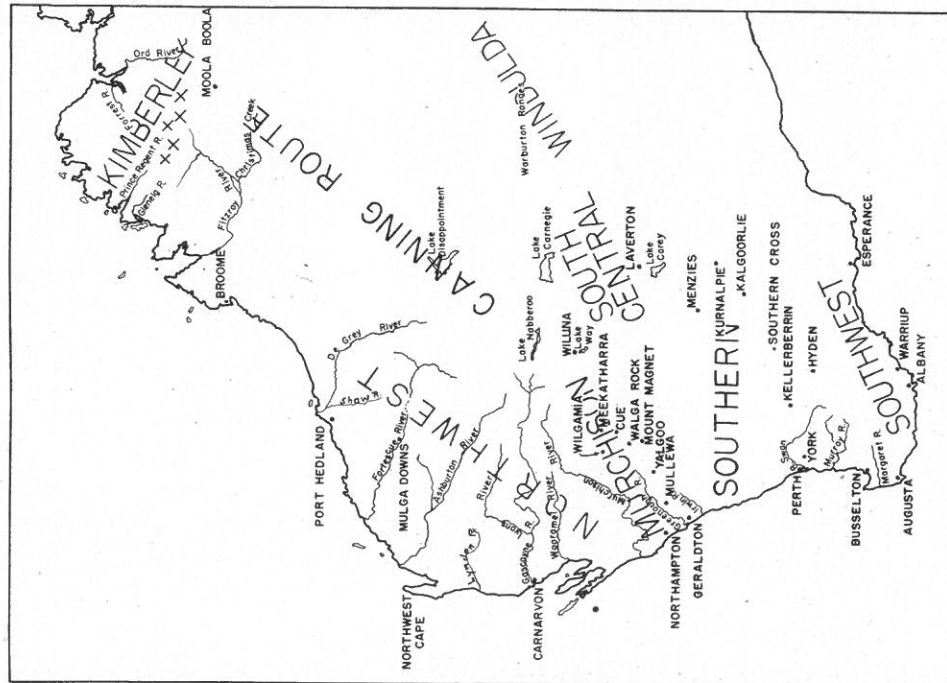 KIMBERLEY
Ord River
Forrest R.
MOOLA BOOLA
Prince Regent R.
Glenelg R.
Fitzroy River
Christmas Creek
BROOME
CANNING ROUTE
Lake Disappointment
WINDULDA
Warburton Range
De Grey River
Shaw R.
PORT HEDLAND
Fortescue River
MULGA DOWNS
Ashburton River
NORTHWEST
NORTHWEST
CAPE
Lyndon R.
Lyons River
Gascoyne R.
CARNARVON
Wooramel River
Murchison River
Lake Nabberoo
Lake
Carnegie
WILUNA
Lake
Way
SOUTH
CENTRAL
LAVERTON
Lake
Carey
WILGAMIA
MEEKATHARRA
CUE
WALGA ROCK
MOUNT MAGNET
YALGOO
MULLEWA
MURCHISON
Greenough R.
Irwin R.
NORTHAMPTON
GERALDTON
MENZIES
SOUTHERN
KURNALPIE
KALGOORLIE
SOUTHERN CROSS
KELLERBERRIN
HYDEN
Swan R.
PERTH
YORK
Murray R.
BUSSELTON
Margaret R.
AUGUSTA
SOUTHWEST
WARRIUP
ALBANY
ESPERANCE